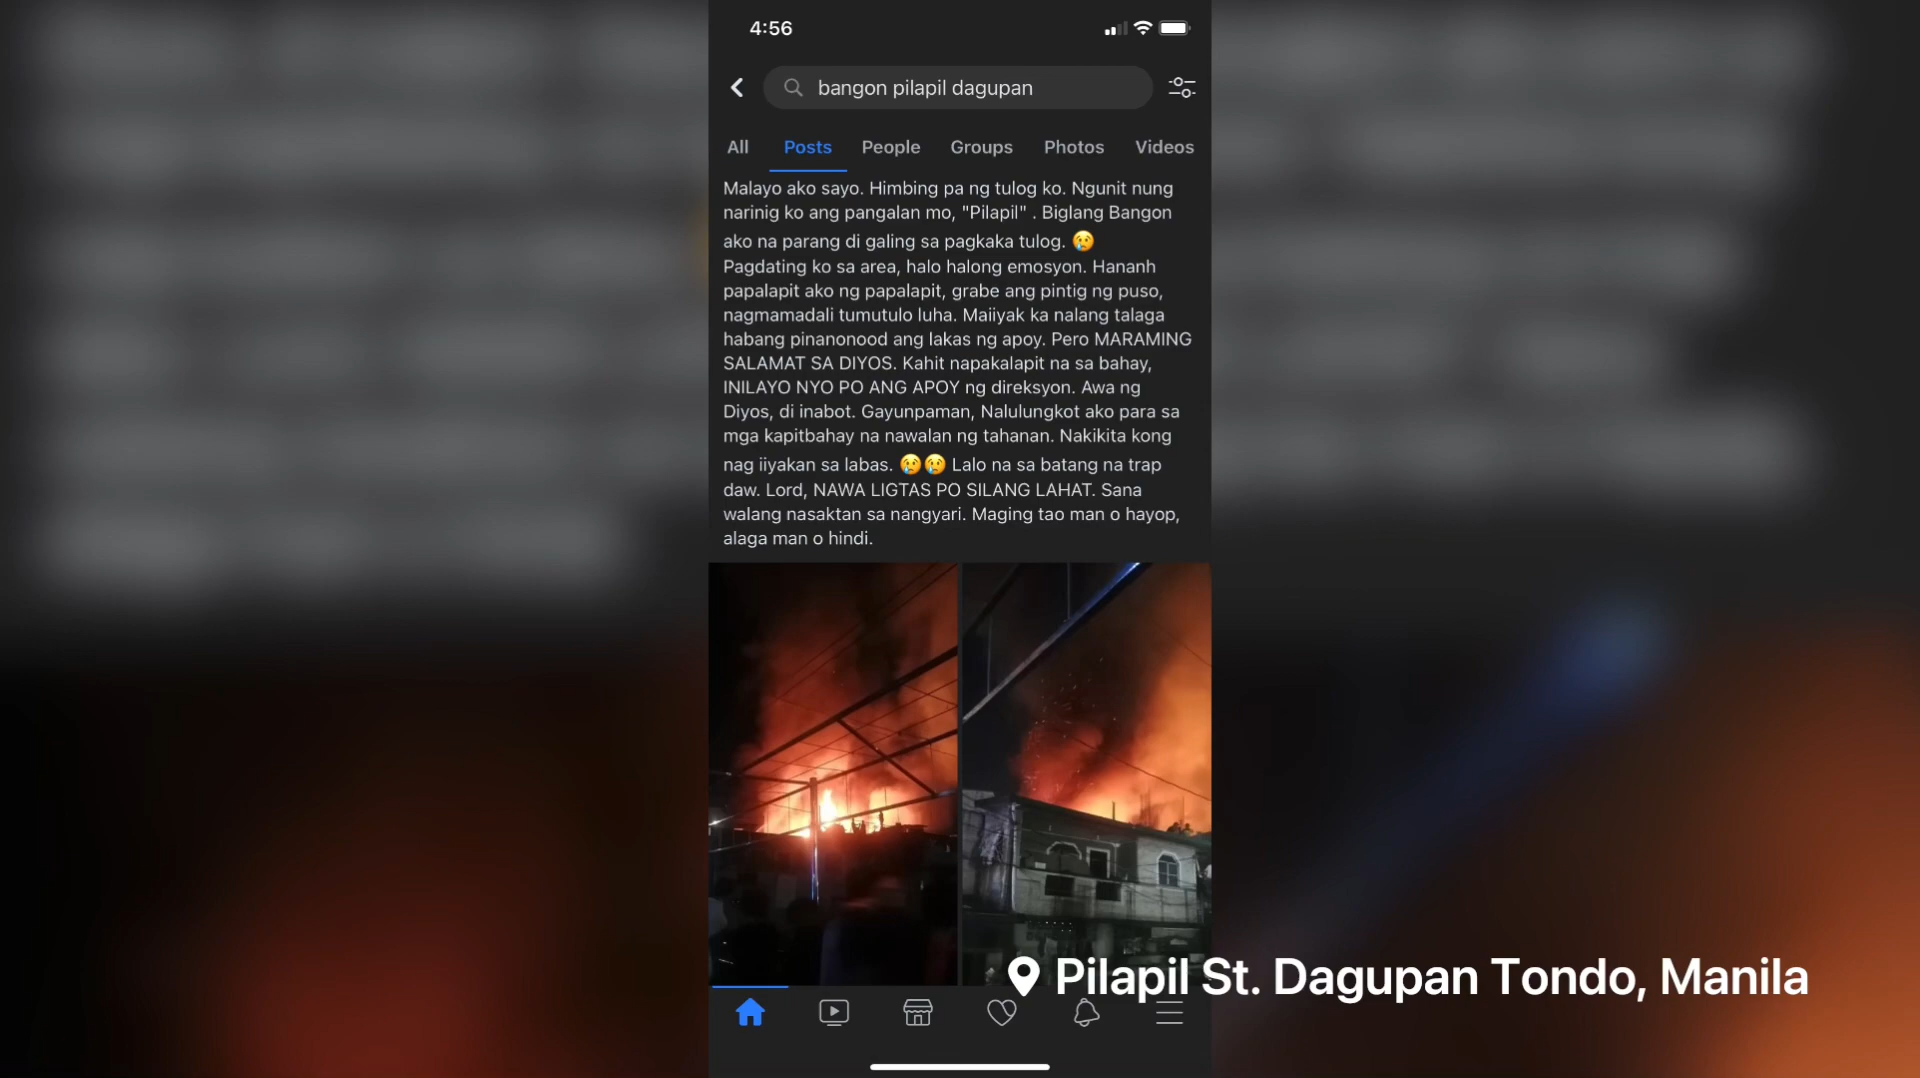 4:56
bangon pilapil dagupan
All Posts People Groups Photos Videos
Malayo ako sayo. Himbing pa ng tulog ko. Ngunit nung
narinig ko ang pangalan mo, "Pilapil" . Biglang Bangon
ako na parang di galing sa pagkaka tulog. 😢
Pagdating ko sa area, halo halong emosyon. Hananh
papalapit ako ng papalapit, grabe ang pintig ng puso,
nagmamadali tumutulo luha. Maiiyak ka nalang talaga
habang pinanonood ang lakas ng apoy. Pero MARAMING
SALAMAT SA DIYOS. Kahit napakalapit na sa bahay,
INILAYO NYO PO ANG APOY ng direksyon. Awa ng
Diyos, di inabot. Gayunpaman, Nalulungkot ako para sa
mga kapitbahay na nawalan ng tahanan. Nakikita kong
nag iiyakan sa labas. 😢😢 Lalo na sa batang na trap
daw. Lord, NAWA LIGTAS PO SILANG LAHAT. Sana
walang nasaktan sa nangyari. Maging tao man o hayop,
alaga man o hindi.
Pilapil St. Dagupan Tondo, Manila